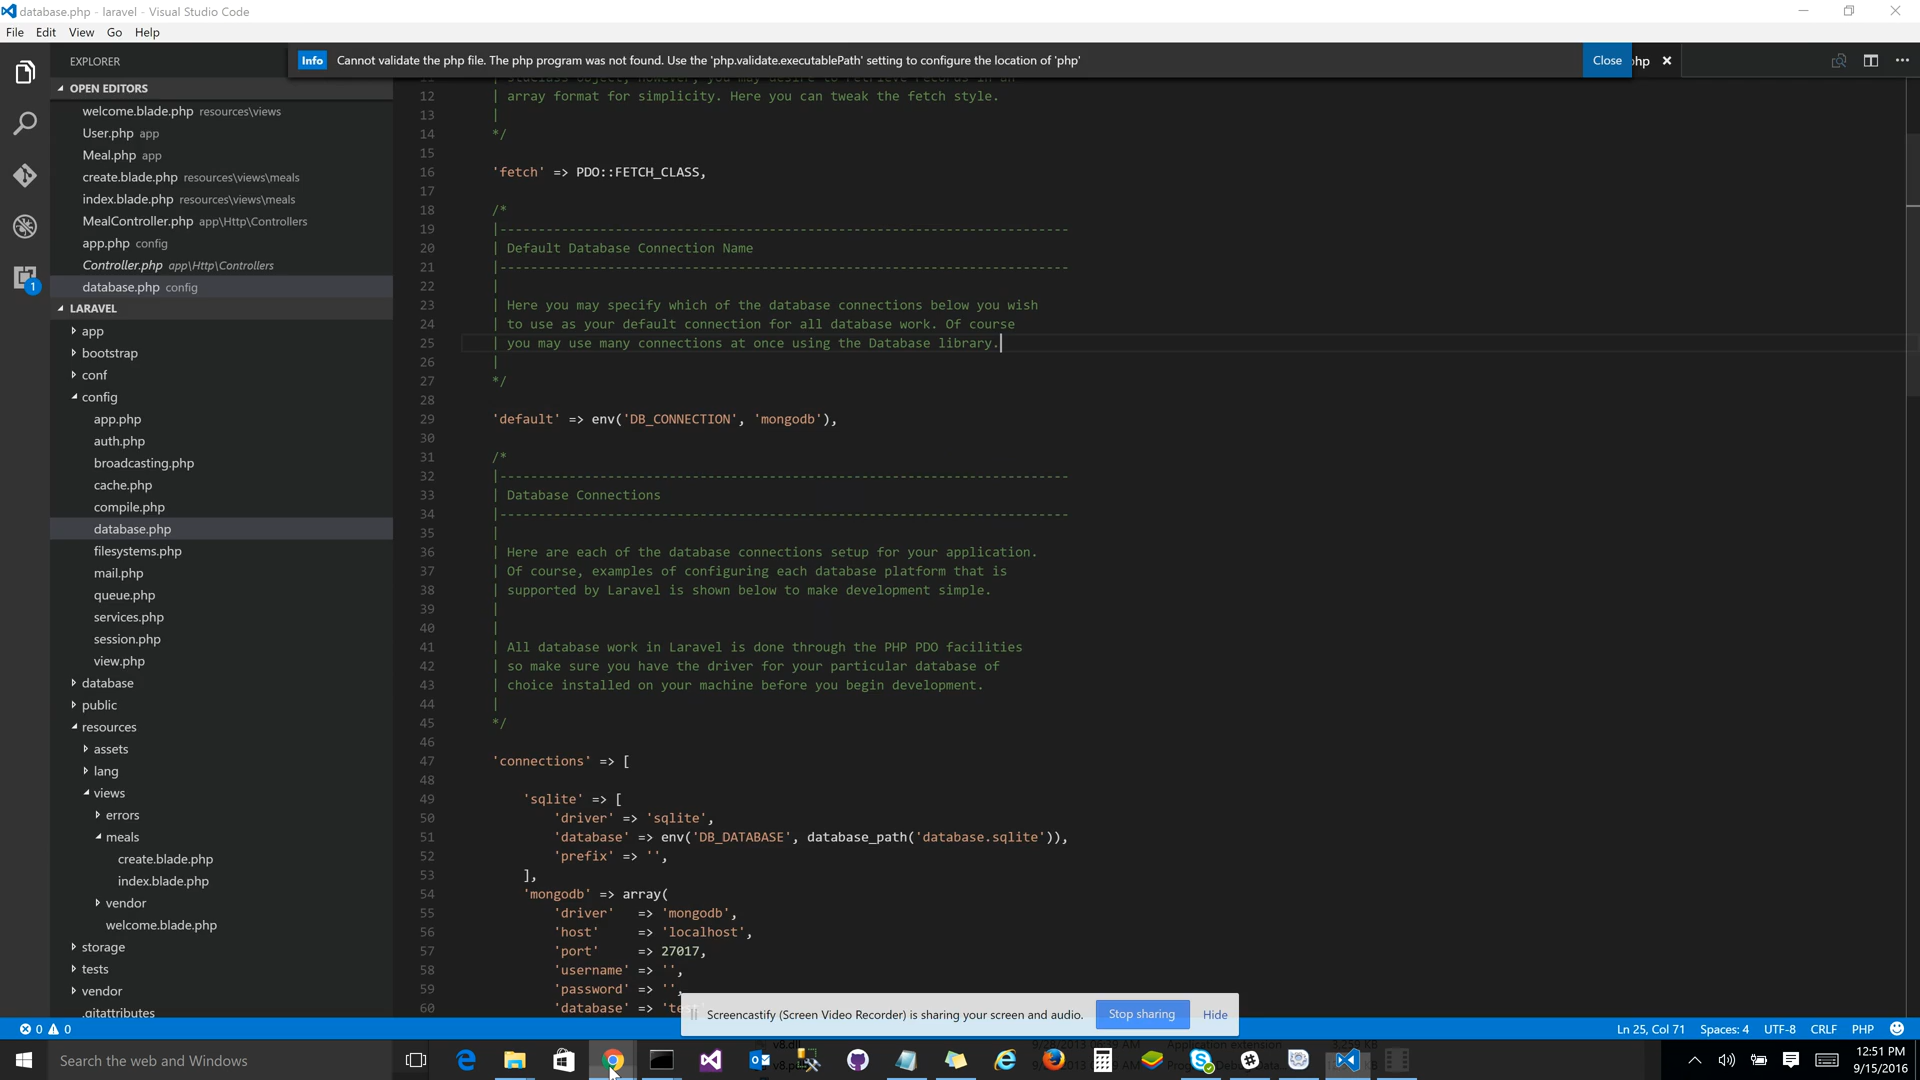 database.php - laravel - Visual Studio Code
File Edit View Go Help
EXPLORER
Info Cannot validate the php file. The php program was not found. Use the 'php.validate.executablePath' setting to configure the location of 'php' Close hp
OPEN EDITORS
welcome.blade.php resources\views
User.php app
Meal.php app
create.blade.php resources\views\meals
index.blade.php resources\views\meals
MealController.php app\Http\Controllers
app.php config
Controller.php app\Http\Controllers
database.php config
LARAVEL
app
bootstrap
conf
config
app.php
auth.php
broadcasting.php
cache.php
compile.php
database.php
filesystems.php
mail.php
queue.php
services.php
session.php
view.php
database
public
resources
assets
lang
views
errors
meals
create.blade.php
index.blade.php
vendor
welcome.blade.php
storage
tests
vendor
.gitattributes
1
11 | stdclass object; however, you may desire to retrieve records in an
12 | array format for simplicity. Here you can tweak the fetch style.
13 |
14 */
15
16 'fetch' => PDO::FETCH_CLASS,
17
18 /*
19 |--------------------------------------------------------------------------
20 | Default Database Connection Name
21 |--------------------------------------------------------------------------
22 |
23 | Here you may specify which of the database connections below you wish
24 | to use as your default connection for all database work. Of course
25 | you may use many connections at once using the Database library.
26 |
27 */
28
29 'default' => env('DB_CONNECTION', 'mongodb'),
30
31 /*
32 |--------------------------------------------------------------------------
33 | Database Connections
34 |--------------------------------------------------------------------------
35 |
36 | Here are each of the database connections setup for your application.
37 | Of course, examples of configuring each database platform that is
38 | supported by Laravel is shown below to make development simple.
39 |
40 |
41 | All database work in Laravel is done through the PHP PDO facilities
42 | so make sure you have the driver for your particular database of
43 | choice installed on your machine before you begin development.
44 |
45 */
46
47 'connections' => [
48
49 'sqlite' => [
50 'driver' => 'sqlite',
51 'database' => env('DB_DATABASE', database_path('database.sqlite')),
52 'prefix' => '',
53 ],
54 'mongodb' => array(
55 'driver' => 'mongodb',
56 'host' => 'localhost',
57 'port' => 27017,
58 'username' => '',
59 'password' => '',
60 'database' => 'test'
Screencastify (Screen Video Recorder) is sharing your screen and audio. Stop sharing Hide
0 0 Ln 25, Col 71 Spaces: 4 UTF-8 CRLF PHP
Search the web and Windows
12:51 PM
9/15/2016